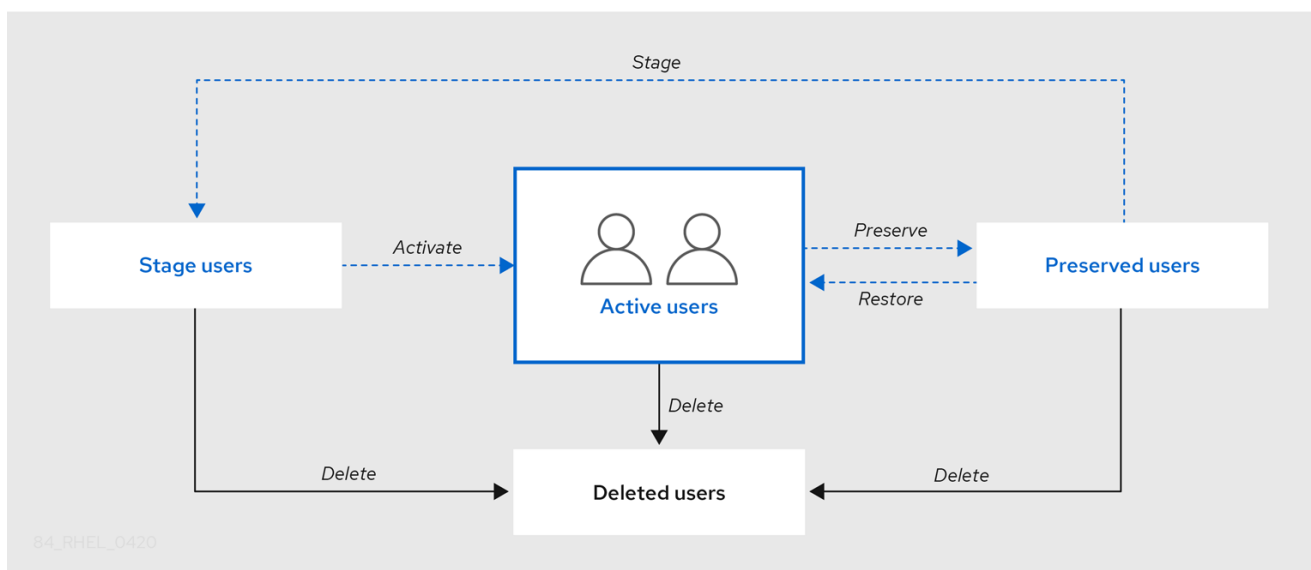 Stage
Stage users
Activate
Active users
Preserve
Restore
Preserved users
Delete
Delete
Delete
Deleted users
84_RHEL_0420